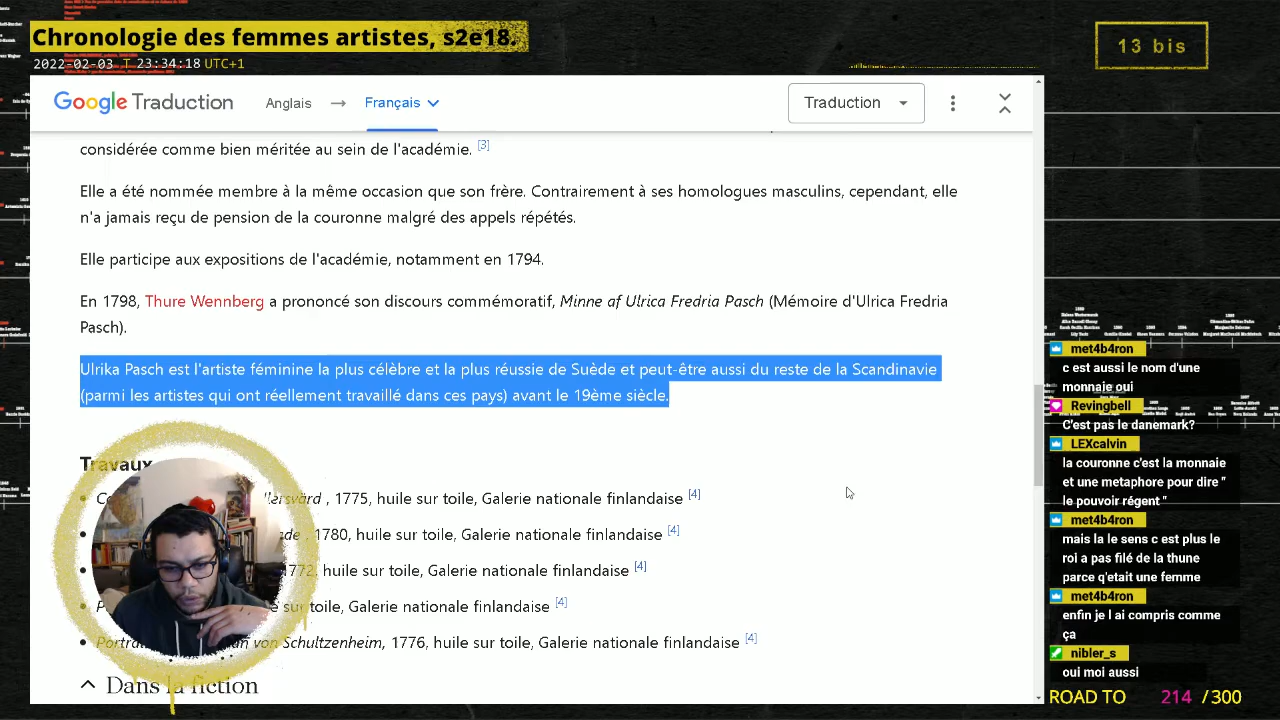 Chronologie des femmes artistes, s2e18.
2022-02-03 T 23:34:18 UTC+1
13 bis
Google Traduction
Anglais → Français
Traduction
considérée comme bien méritée au sein de l'académie. [3]
Elle a été nommée membre à la même occasion que son frère. Contrairement à ses homologues masculins, cependant, elle
n'a jamais reçu de pension de la couronne malgré des appels répétés.
Elle participe aux expositions de l'académie, notamment en 1794.
En 1798, Thure Wennberg a prononcé son discours commémoratif, Minne af Ulrica Fredria Pasch (Mémoire d'Ulrica Fredria
Pasch).
Ulrika Pasch est l'artiste féminine la plus célèbre et la plus réussie de Suède et peut-être aussi du reste de la Scandinavie
(parmi les artistes qui ont réellement travaillé dans ces pays) avant le 19ème siècle.
Travaux
, 1775, huile sur toile, Galerie nationale finlandaise [4]
, 1780, huile sur toile, Galerie nationale finlandaise [4]
huile sur toile, Galerie nationale finlandaise [4]
sur toile, Galerie nationale finlandaise [4]
von Schultzenheim, 1776, huile sur toile, Galerie nationale finlandaise [4]
Dans la fiction
met4b4ron
c est aussi le nom d'une
monnaie oui
Revingbell
C'est pas le danemark?
LEXcalvin
la couronne c'est la monnaie
et une metaphore pour dire "
le pouvoir régent "
met4b4ron
mais la le sens c est plus le
roi a pas filé de la thune
parce q'etait une femme
met4b4ron
enfin je l ai compris comme
ça
nibler_s
oui moi aussi
ROAD TO 214 / 300